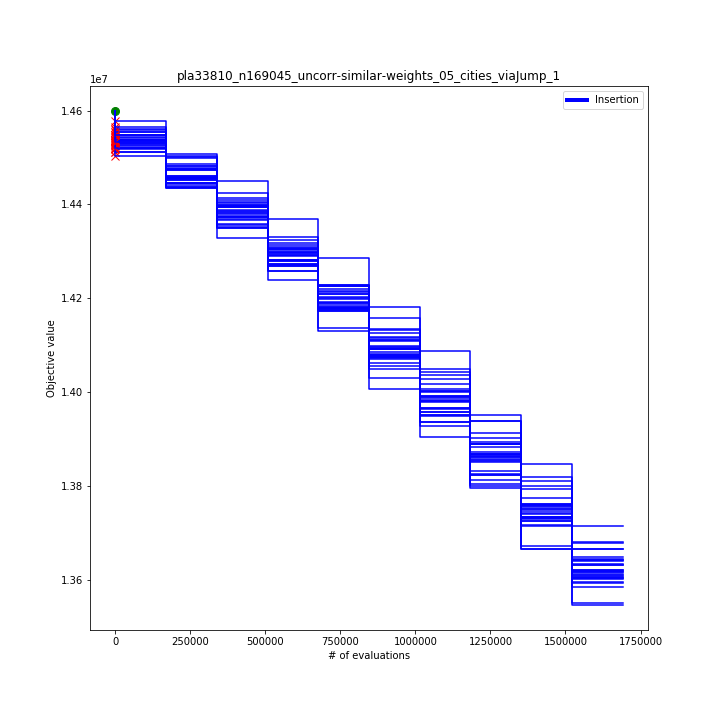 pla33810_n169045_uncorr-similar-weights_05_cities_viaJump_1
1e7
Insertion
1.46
1.44
1.42
1.40
1.38
1.36
Objective value
0 250000 500000 750000 1000000 1250000 1500000 1750000
# of evaluations